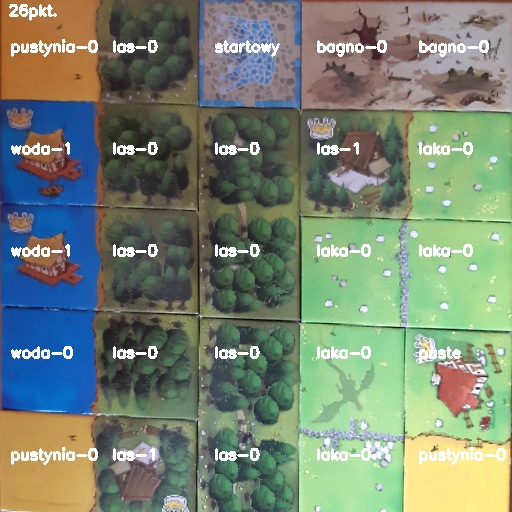 26pkt.
pustynia-0 las-0 startowy bagno-0 bagno-0
woda-1 las-0 las-0 las-1 laka-0
woda-1 las-0 las-0 laka-0 laka-0
woda-0 las-0 las-0 laka-0 puste
pustynia-0 las-1 las-0 laka-0 pustynia-0